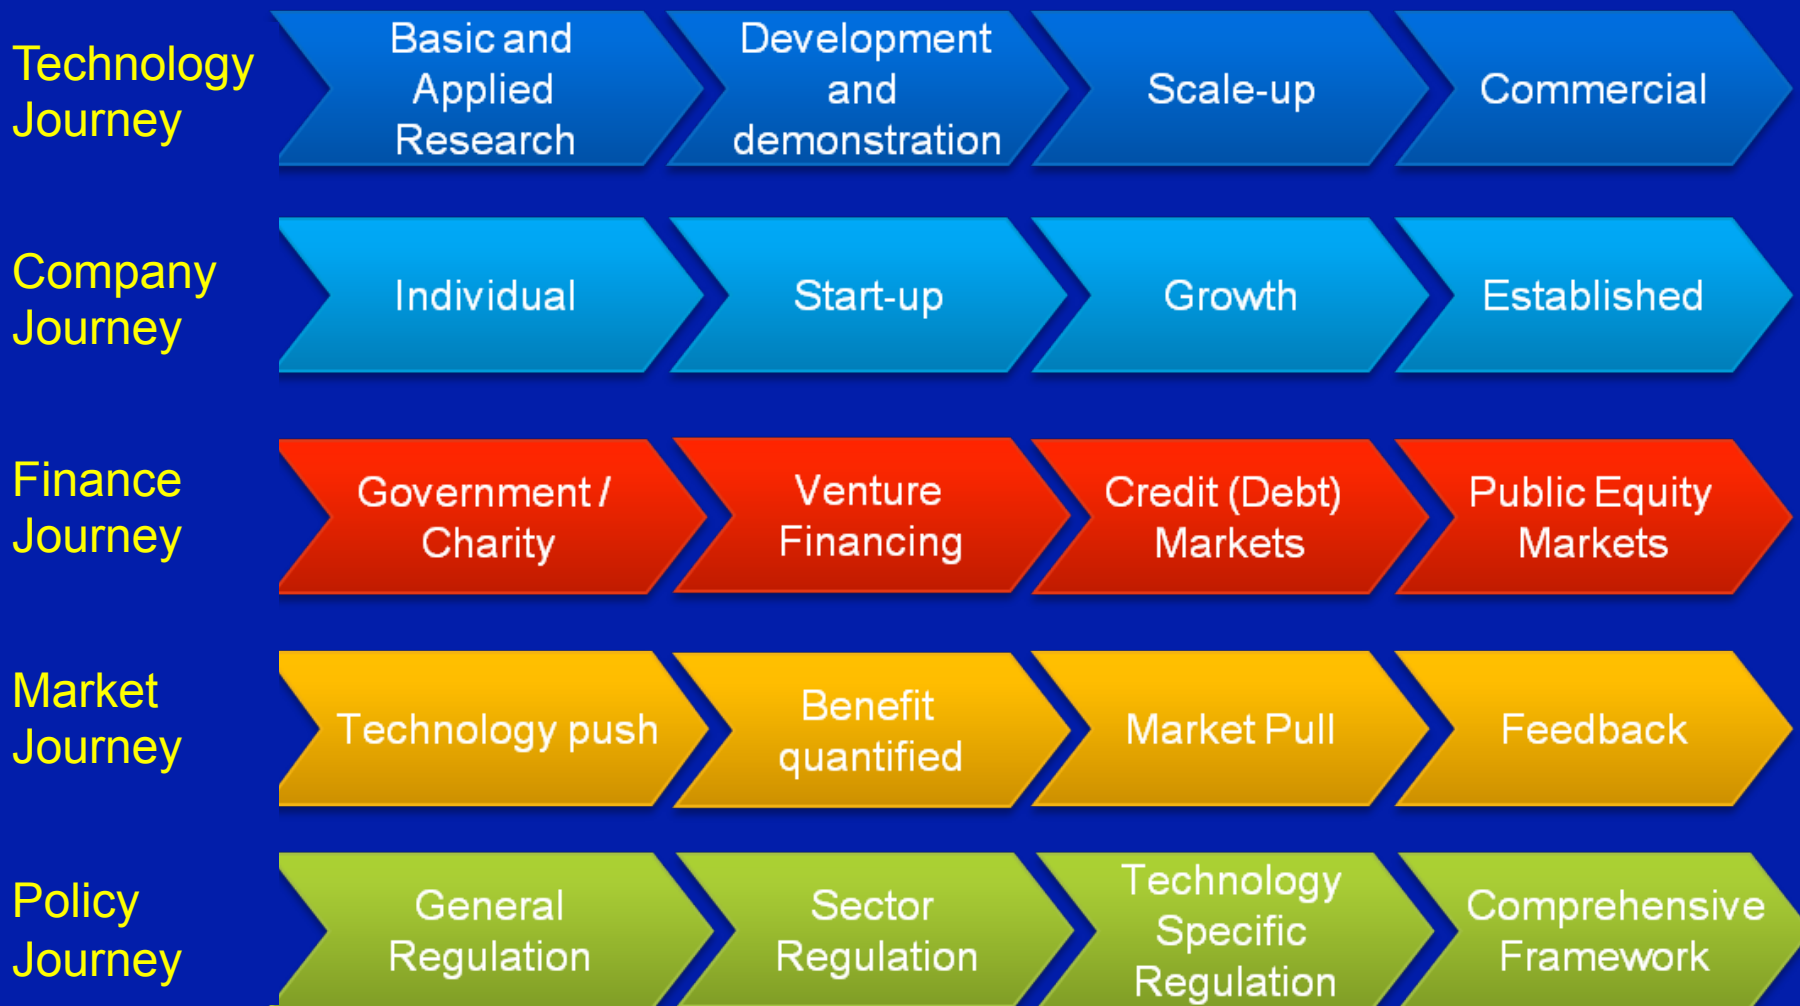 Technology
Journey
Basic and
Applied
Research
Development
and
demonstration
Scale-up
Commercial
Company
Journey
Individual
Start-up
Growth
Established
Finance
Journey
Government /
Charity
Venture
Financing
Credit (Debt)
Markets
Public Equity
Markets
Market
Journey
Technology push
Benefit
quantified
Market Pull
Feedback
Policy
Journey
General
Regulation
Sector
Regulation
Technology
Specific
Regulation
Comprehensive
Framework